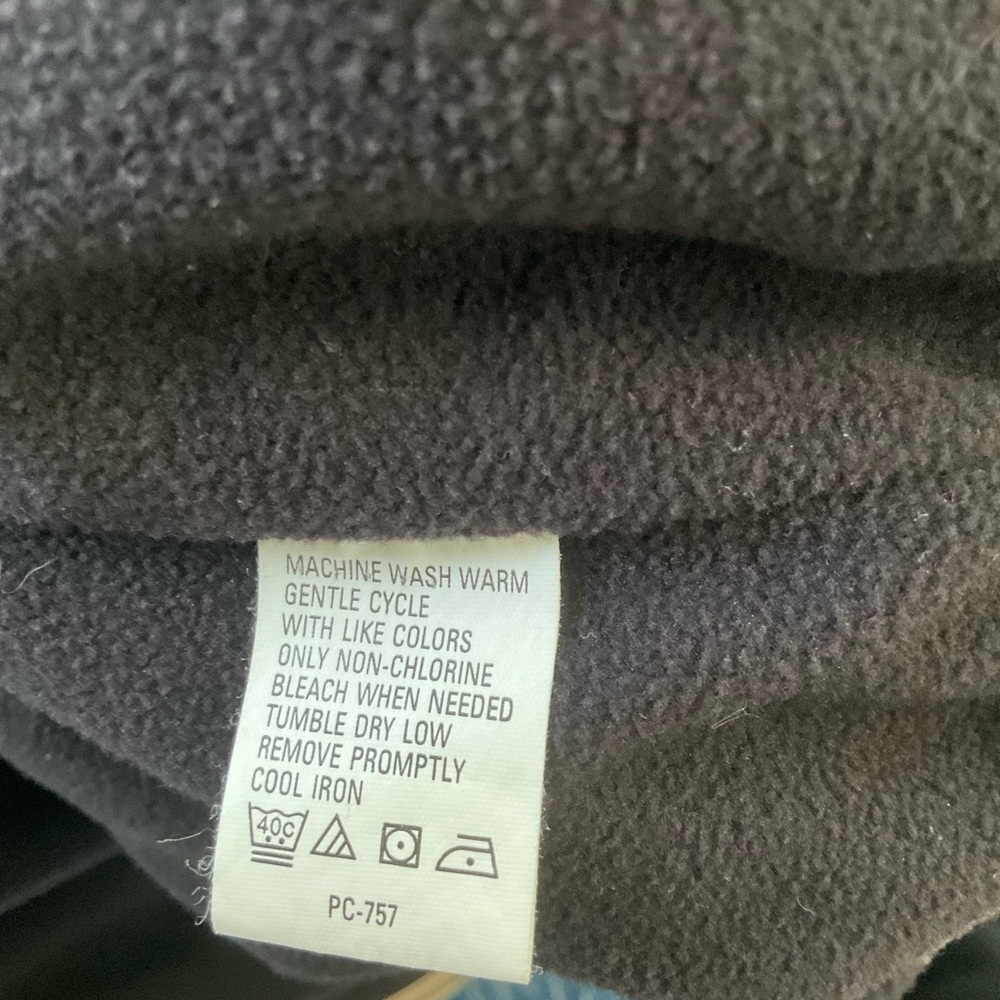 MACHINE WASH WARM
GENTLE CYCLE
WITH LIKE COLORS
ONLY NON-CHLORINE
BLEACH WHEN NEEDED
TUMBLE DRY LOW
REMOVE PROMPTLY
COOL IRON
40C
PC-757